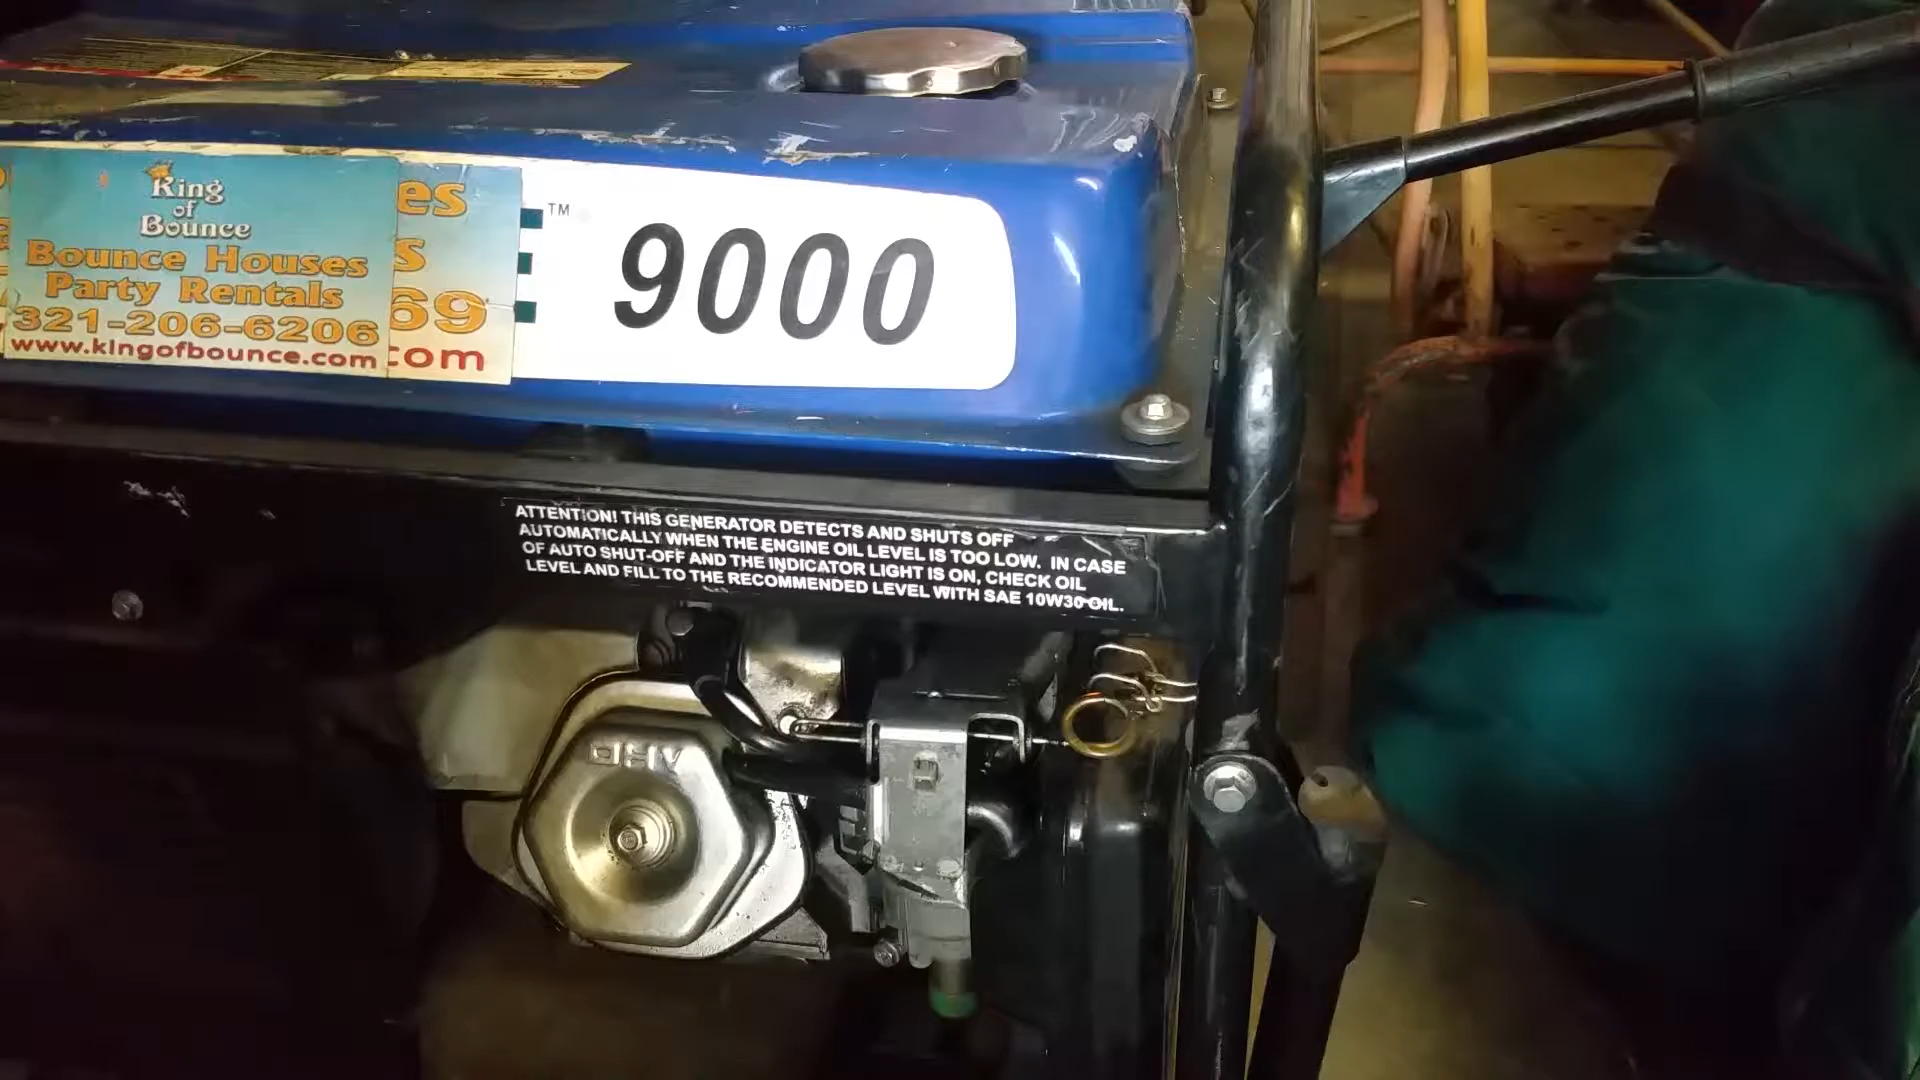 King
of
Bounce
Bounce Houses
Party Rentals
321-206-6206
www.kingofbounce.com
es
s
69
com
TM
9000
ATTENTION! THIS GENERATOR DETECTS AND SHUTS OFF
AUTOMATICALLY WHEN THE ENGINE OIL LEVEL IS TOO LOW. IN CASE
OF AUTO SHUT-OFF AND THE INDICATOR LIGHT IS ON, CHECK OIL
LEVEL AND FILL TO THE RECOMMENDED LEVEL WITH SAE 10W30 OIL.
OHV